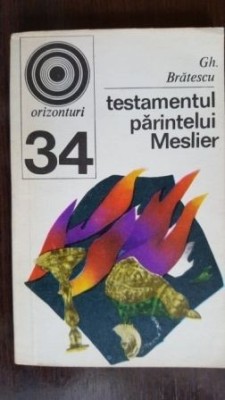 Gh.
Brătescu
orizonturi
34
testamentul
părintelui
Meslier